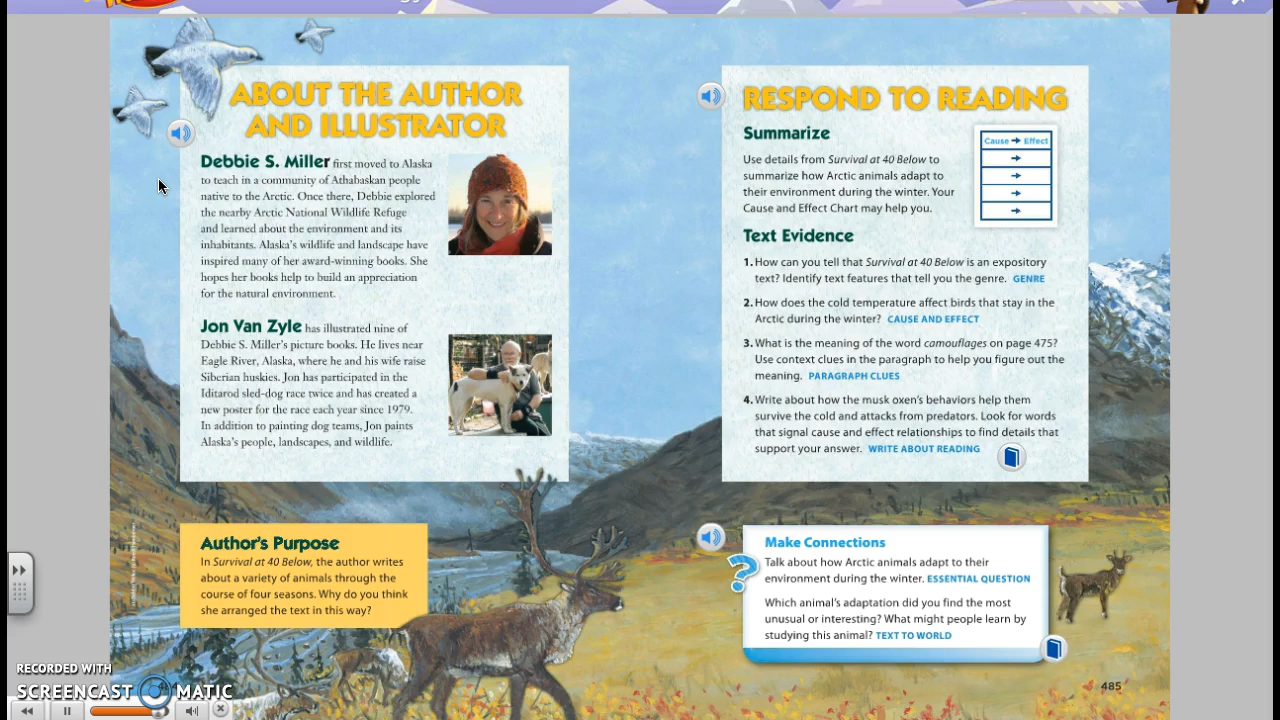 ABOUT THE AUTHOR
AND ILLUSTRATOR
Debbie S. Miller first moved to Alaska
to teach in a community of Athabaskan people
native to the Arctic. Once there, Debbie explored
the nearby Arctic National Wildlife Refuge
and learned about the environment and its
inhabitants. Alaska's wildlife and landscape have
inspired many of her award-winning books. She
hopes her books help to build an appreciation
for the natural environment.
Jon Van Zyle has illustrated nine of
Debbie S. Miller's picture books. He lives near
Eagle River, Alaska, where he and his wife raise
Siberian huskies. Jon has participated in the
Iditarod sled-dog race twice and has created a
new poster for the race each year since 1979.
In addition to painting dog teams, Jon paints
Alaska's people, landscapes, and wildlife.
Author's Purpose
In Survival at 40 Below, the author writes
about a variety of animals through the
course of four seasons. Why do you think
she arranged the text in this way?
RESPOND TO READING
Summarize
Use details from Survival at 40 Below to
summarize how Arctic animals adapt to
their environment during the winter. Your
Cause and Effect Chart may help you.
Cause → Effect
→
→
→
→
Text Evidence
1. How can you tell that Survival at 40 Below is an expository
text? Identify text features that tell you the genre. GENRE
2. How does the cold temperature affect birds that stay in the
Arctic during the winter? CAUSE AND EFFECT
3. What is the meaning of the word camouflages on page 475?
Use context clues in the paragraph to help you figure out the
meaning. PARAGRAPH CLUES
4. Write about how the musk oxen's behaviors help them
survive the cold and attacks from predators. Look for words
that signal cause and effect relationships to find details that
support your answer. WRITE ABOUT READING
?
Make Connections
Talk about how Arctic animals adapt to their
environment during the winter. ESSENTIAL QUESTION
Which animal's adaptation did you find the most
unusual or interesting? What might people learn by
studying this animal? TEXT TO WORLD
485
RECORDED WITH
SCREENCAST MATIC